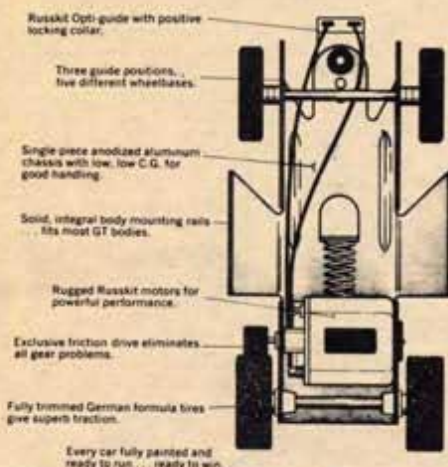 Russkit Opti-guide with positive
locking collar.
Three guide positions. .
five different wheelbases.
Single piece anodized aluminum
chassis with low, low C.G. for
good handling.
Solid, integral body mounting rails
. . . fits most GT bodies.
Rugged Russkit motors for
powerful performance.
Exclusive friction drive eliminates
all gear problems.
Fully trimmed German formula tires
give superb traction.
Every car fully painted and
ready to run . . . ready to win.